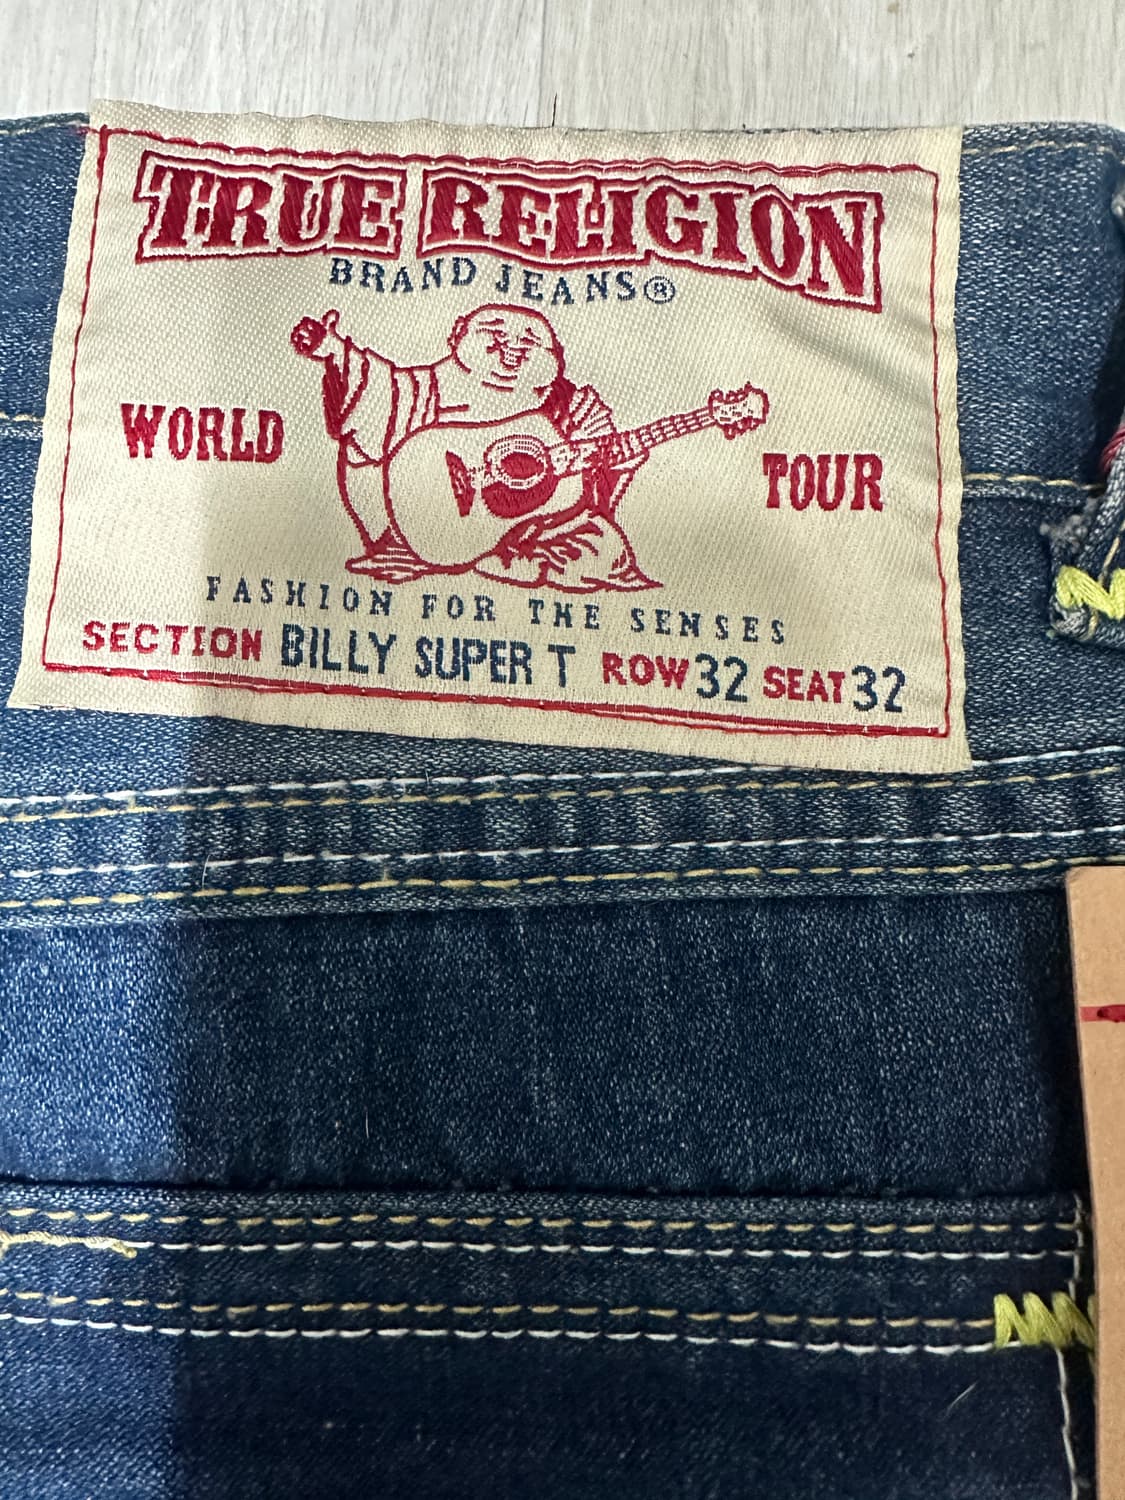 TRUE RELIGION
BRAND JEANS®
WORLD TOUR
FASHION FOR THE SENSES
SECTION BILLY SUPER T ROW 32 SEAT 32